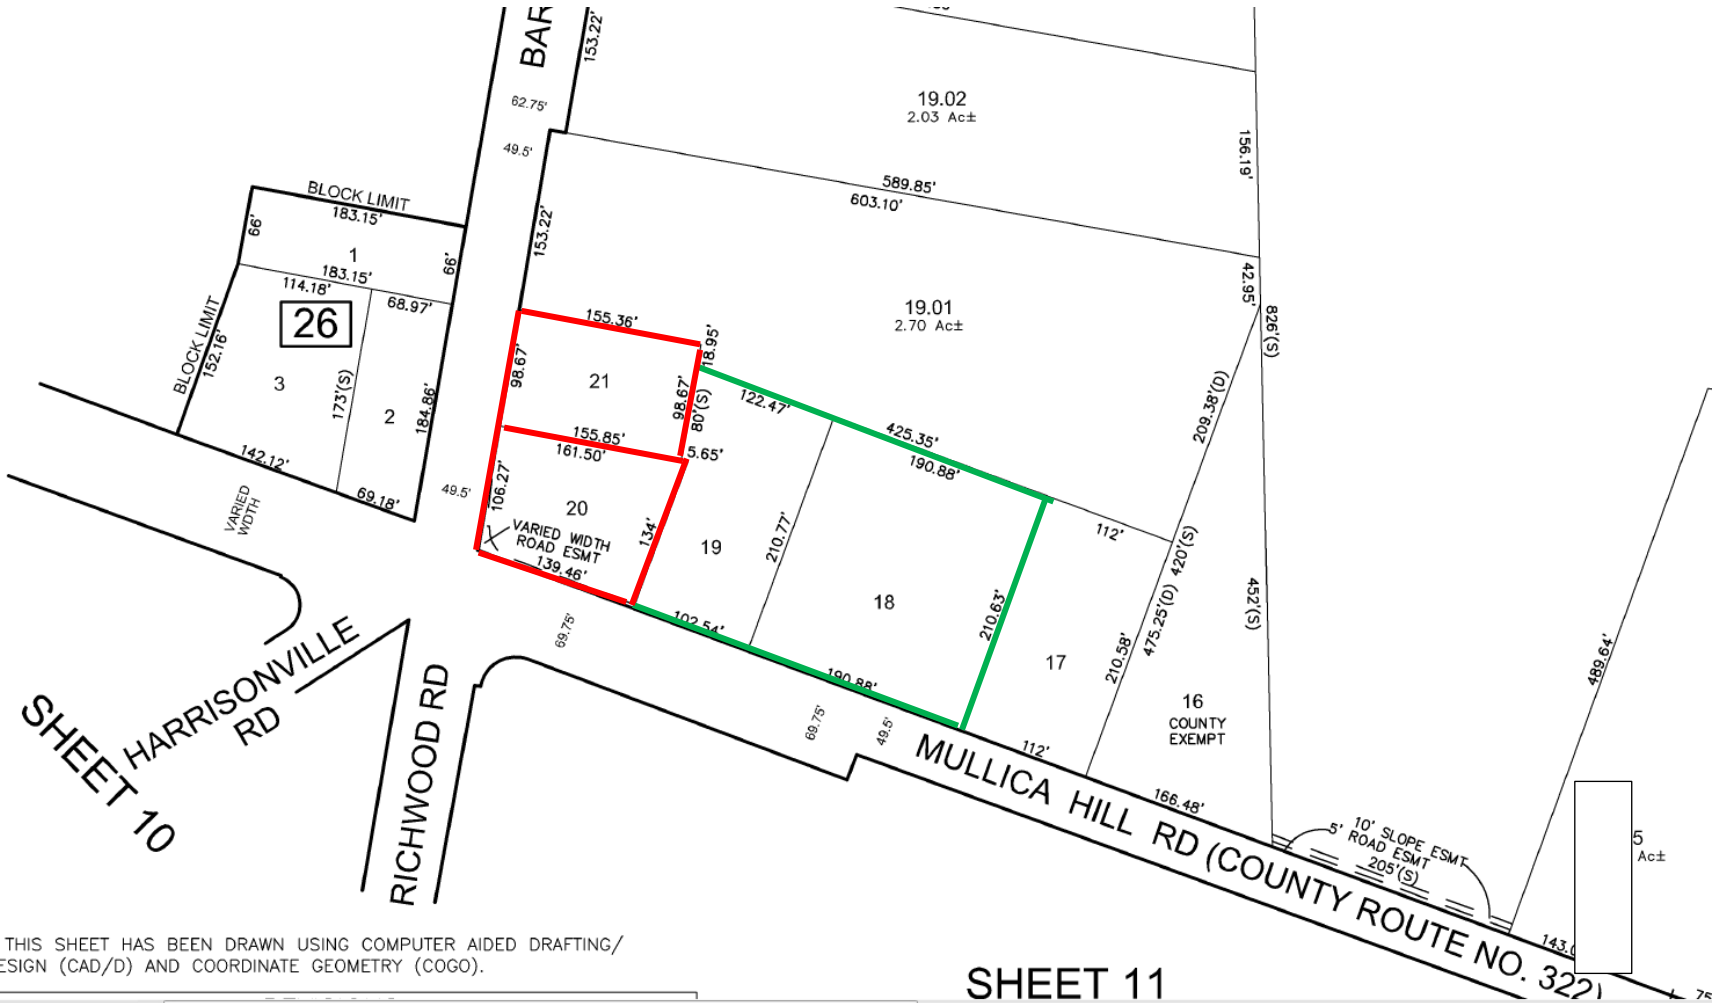 BAR
153.22'
62.75'
49.5'
19.02
2.03 Ac±
156.19'
589.85'
603.10'
BLOCK LIMIT
183.15'
66'
1
66'
183.15'
153.22'
114.18'
68.97'
26
BLOCK LIMIT
152.16'
3
173'(S)
2
184.86'
142.12'
69.18'
VARIED
WDTH
42.95'
826'(S)
19.01
2.70 Ac±
155.36'
18.95'
98.67'
21
98.67'
80'(S)
122.47'
425.35'
190.88'
209.38'(D)
155.85'
161.50'
5.65'
49.5'
106.27'
20
VARIED WIDTH
ROAD ESMT
139.46'
134'
19
210.77'
18
112'
420'(S)
475.25'(D)
452'(S)
210.63'
17
210.58'
16
COUNTY
EXEMPT
489.64'
102.54'
190.88'
69.75'
69.75'
49.5'
112'
166.48'
HARRISONVILLE
RD
SHEET 10
RICHWOOD RD
MULLICA HILL RD (COUNTY ROUTE NO. 322)
10' SLOPE ESMT
5' ROAD ESMT
205'(S)
5
Ac±
143.0
75
THIS SHEET HAS BEEN DRAWN USING COMPUTER AIDED DRAFTING/
ESIGN (CAD/D) AND COORDINATE GEOMETRY (COGO).
SHEET 11